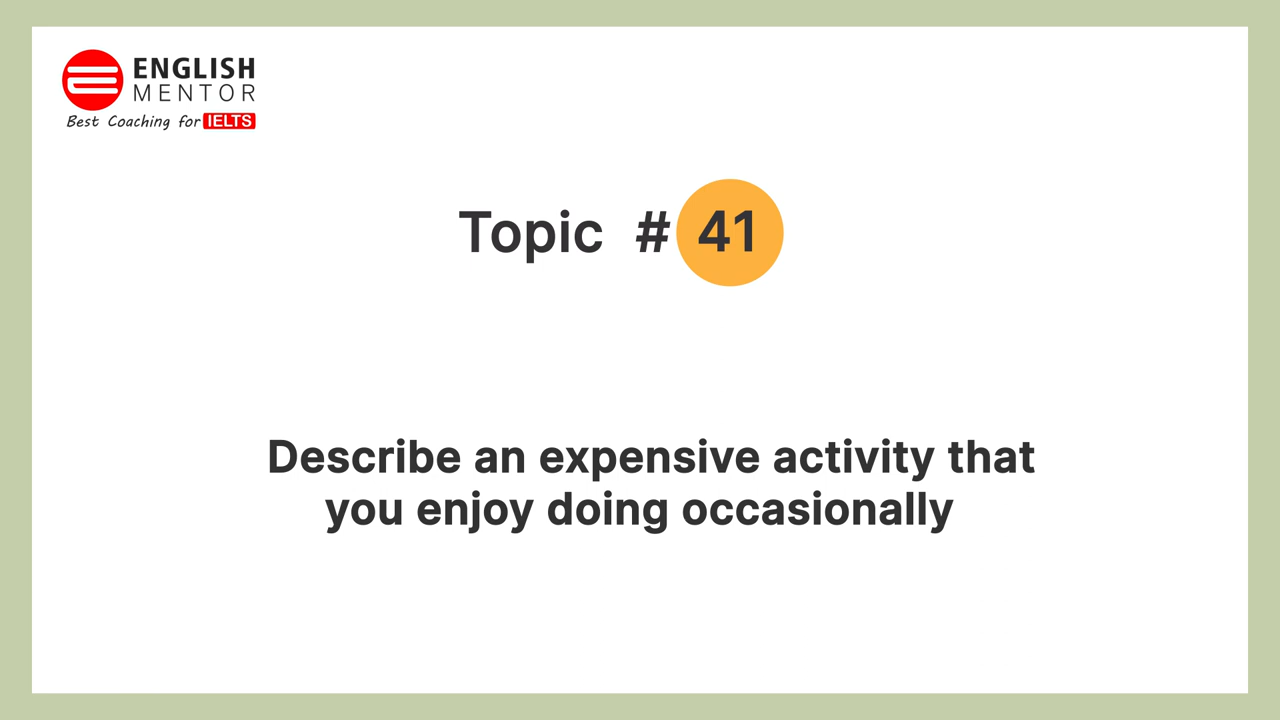 ENGLISH
MENTOR
Best Coaching for IELTS
Topic # 41
Describe an expensive activity that
you enjoy doing occasionally